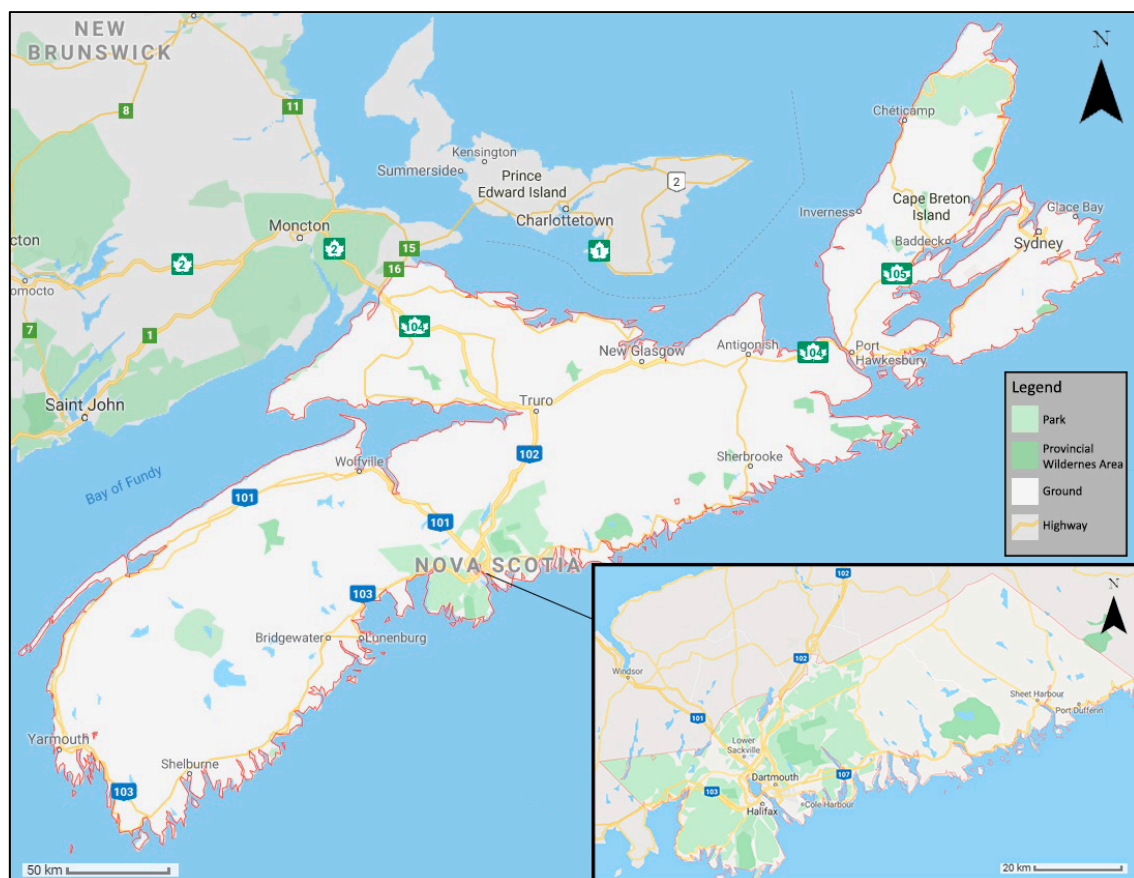 NEW
BRUNSWICK
N
8
11
Chéticamp
Kensington
Summerside
Prince
Edward Island
2
Charlottetown
Inverness
Cape Breton
Island
Glace Bay
Baddeck
Sydney
cton
Moncton
2
2
15
16
1
105
omocto
7
1
104
New Glasgow
Antigonish
104
Port
Hawkesbury
Saint John
Truro
102
Sherbrooke
Legend
Park
Provincial
Wildernes Area
Ground
Highway
Bay of Fundy
Wolfville
101
101
NOVA SCOTIA
103
Bridgewater
Lunenburg
Yarmouth
Shelburne
103
50 km
102
N
Windsor
102
101
Sheet Harbour
Port Dufferin
Lower
Sackville
Dartmouth
107
103
Halifax
Cole Harbour
20 km